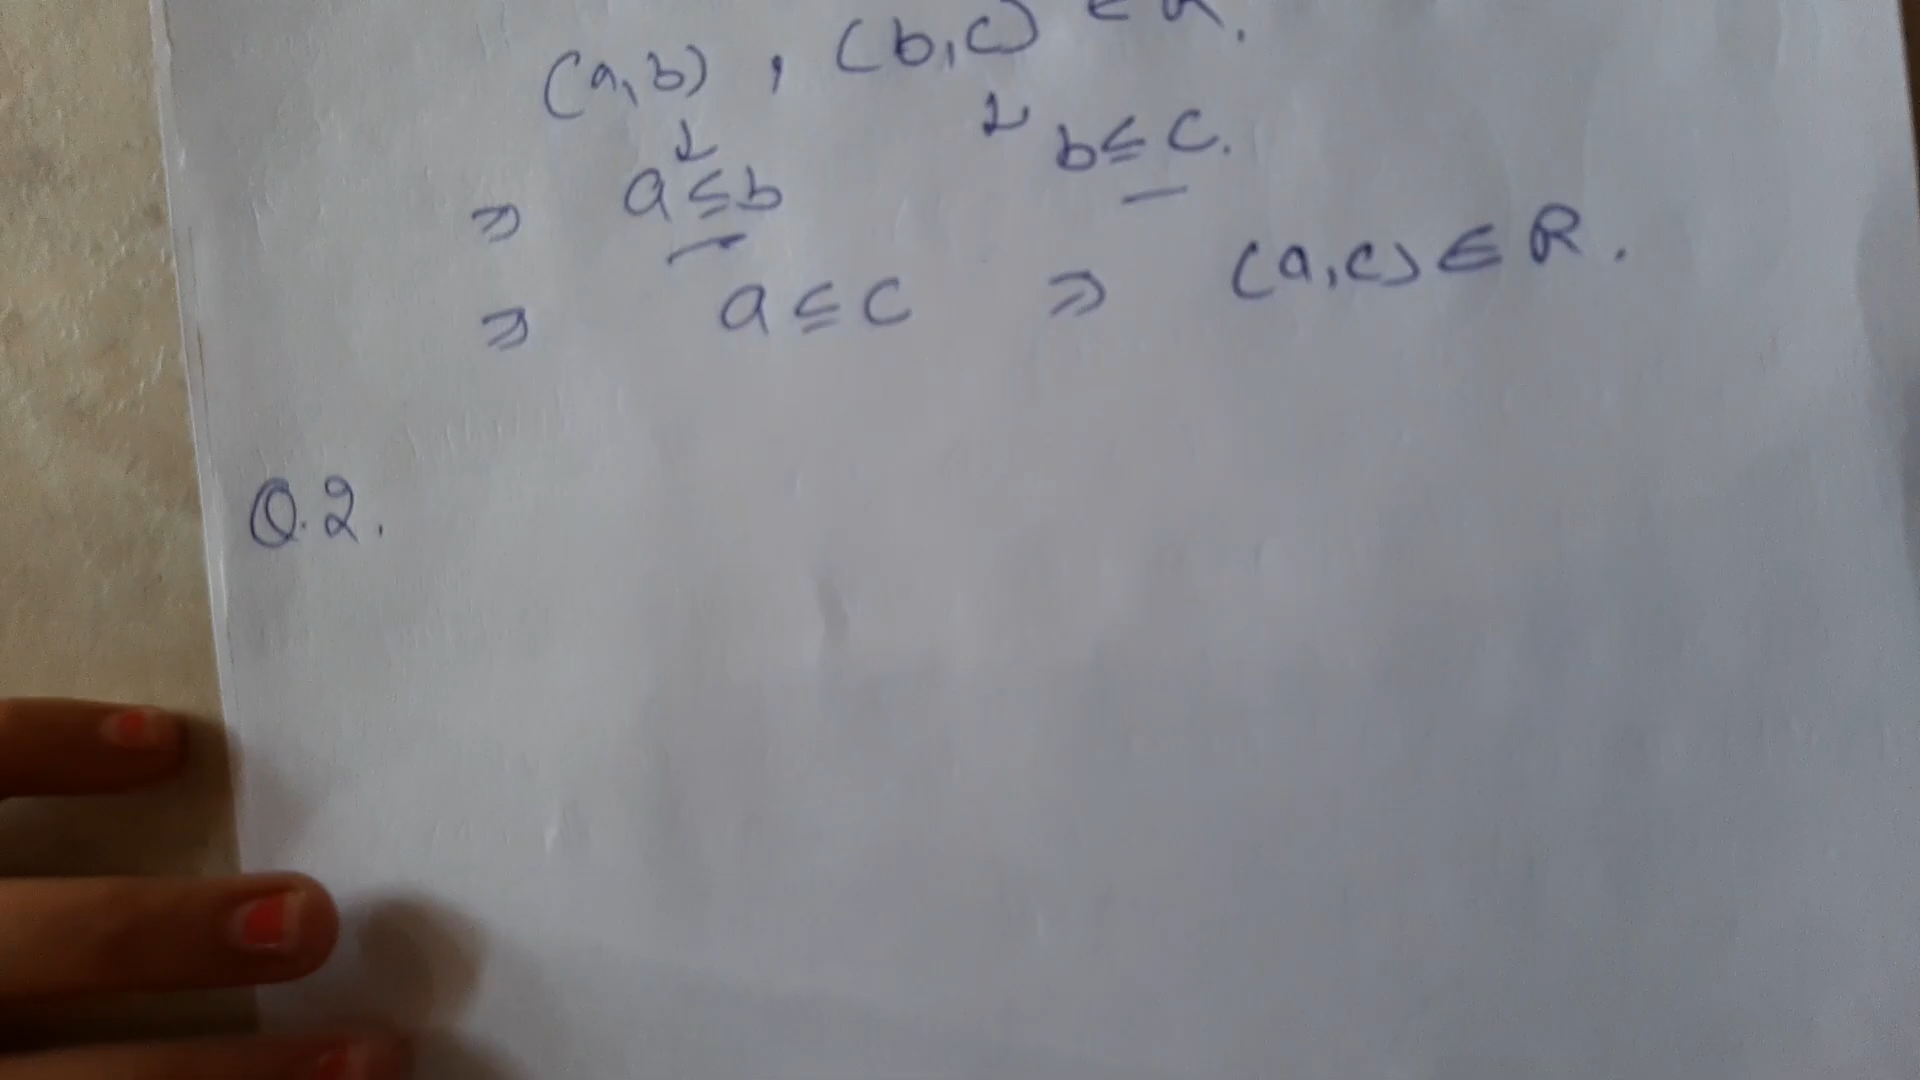 (a,b) , (b,c) ∈ R.
↓ ↓
⇒ a ≤ b b ≤ c.
⇒ a ≤ c ⇒ (a,c) ∈ R.
Q.2.